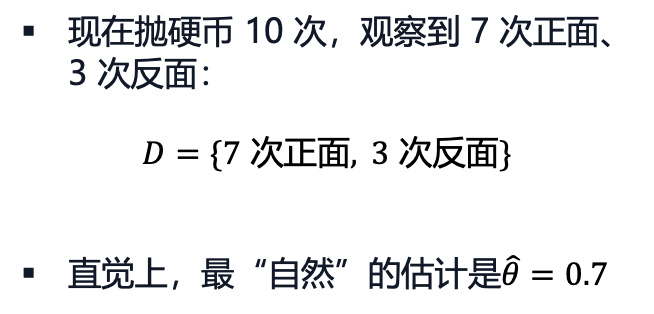 ▪ 现在抛硬币 10 次，观察到 7 次正面、
3 次反面：
D = {7 次正面, 3 次反面}
▪ 直觉上，最“自然”的估计是θ̂ = 0.7